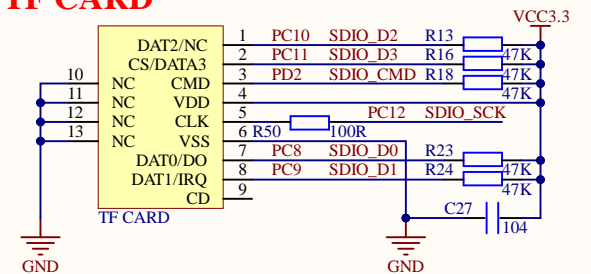 TF CARD
VCC3.3
DAT2/NC 1 PC10 SDIO_D2 R13 47K
CS/DATA3 2 PC11 SDIO_D3 R16 47K
10 NC CMD 3 PD2 SDIO_CMD R18 47K
11 NC VDD 4
12 NC CLK 5 R50 100R PC12 SDIO_SCK
13 NC VSS 6
DAT0/DO 7 PC8 SDIO_D0 R23 47K
DAT1/IRQ 8 PC9 SDIO_D1 R24 47K
CD 9
TF CARD
C27 104
GND
GND